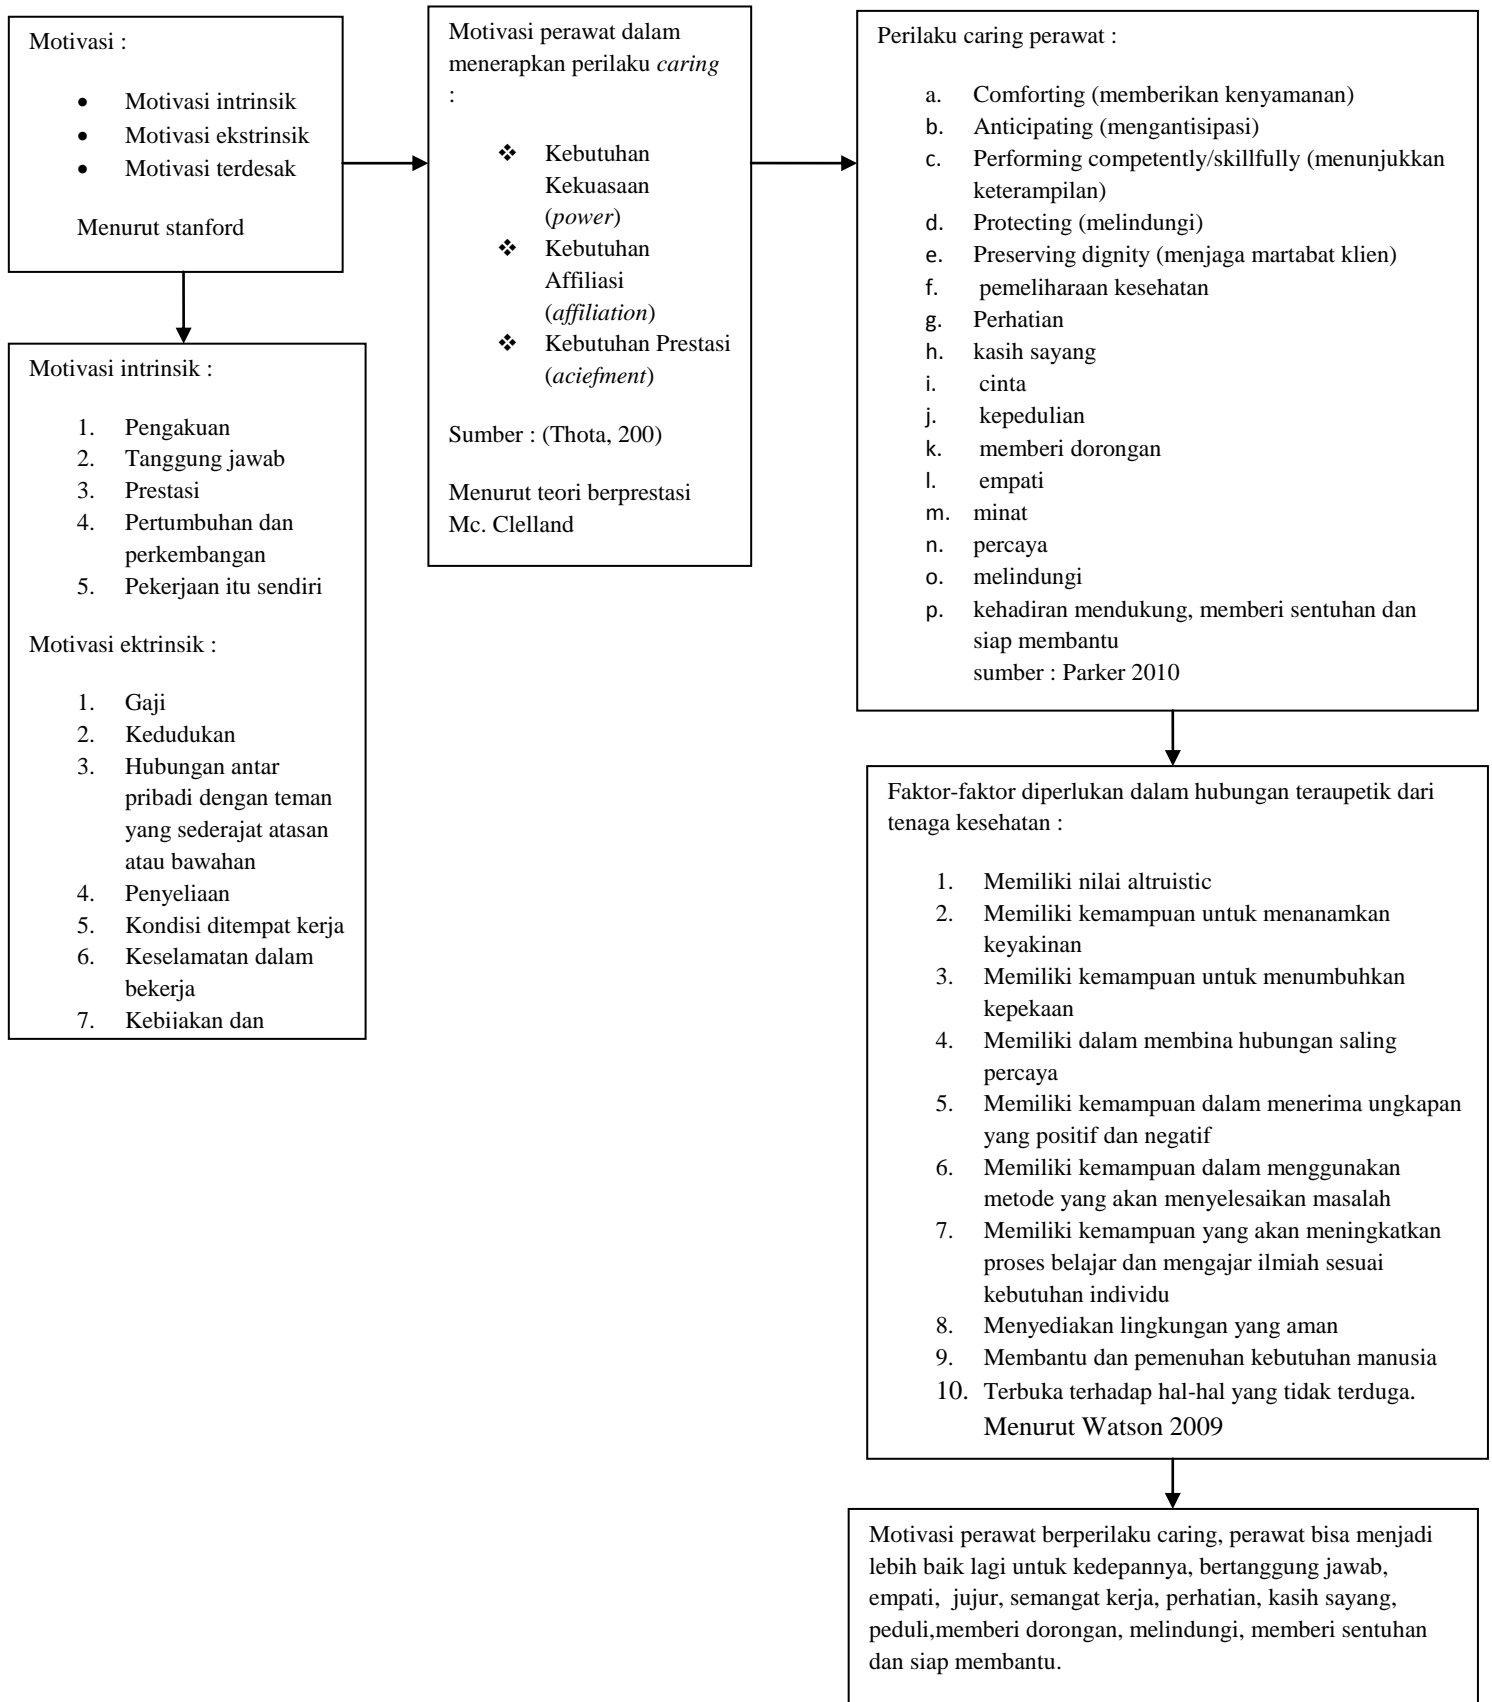 Motivasi :
• Motivasi intrinsik
• Motivasi ekstrinsik
• Motivasi terdesak
Menurut stanford
Motivasi intrinsik :
1. Pengakuan
2. Tanggung jawab
3. Prestasi
4. Pertumbuhan dan
perkembangan
5. Pekerjaan itu sendiri
Motivasi ektrinsik :
1. Gaji
2. Kedudukan
3. Hubungan antar
pribadi dengan teman
yang sederajat atasan
atau bawahan
4. Penyeliaan
5. Kondisi ditempat kerja
6. Keselamatan dalam
bekerja
7. Kebijakan dan
Motivasi perawat dalam
menerapkan perilaku caring
:
❖ Kebutuhan
Kekuasaan
(power)
❖ Kebutuhan
Affiliasi
(affiliation)
❖ Kebutuhan Prestasi
(aciefment)
Sumber : (Thota, 200)
Menurut teori berprestasi
Mc. Clelland
Perilaku caring perawat :
a. Comforting (memberikan kenyamanan)
b. Anticipating (mengantisipasi)
c. Performing competently/skillfully (menunjukkan
keterampilan)
d. Protecting (melindungi)
e. Preserving dignity (menjaga martabat klien)
f. pemeliharaan kesehatan
g. Perhatian
h. kasih sayang
i. cinta
j. kepedulian
k. memberi dorongan
l. empati
m. minat
n. percaya
o. melindungi
p. kehadiran mendukung, memberi sentuhan dan
siap membantu
sumber : Parker 2010
Faktor-faktor diperlukan dalam hubungan teraupetik dari
tenaga kesehatan :
1. Memiliki nilai altruistic
2. Memiliki kemampuan untuk menanamkan
keyakinan
3. Memiliki kemampuan untuk menumbuhkan
kepekaan
4. Memiliki dalam membina hubungan saling
percaya
5. Memiliki kemampuan dalam menerima ungkapan
yang positif dan negatif
6. Memiliki kemampuan dalam menggunakan
metode yang akan menyelesaikan masalah
7. Memiliki kemampuan yang akan meningkatkan
proses belajar dan mengajar ilmiah sesuai
kebutuhan individu
8. Menyediakan lingkungan yang aman
9. Membantu dan pemenuhan kebutuhan manusia
10. Terbuka terhadap hal-hal yang tidak terduga.
Menurut Watson 2009
Motivasi perawat berperilaku caring, perawat bisa menjadi
lebih baik lagi untuk kedepannya, bertanggung jawab,
empati, jujur, semangat kerja, perhatian, kasih sayang,
peduli,memberi dorongan, melindungi, memberi sentuhan
dan siap membantu.